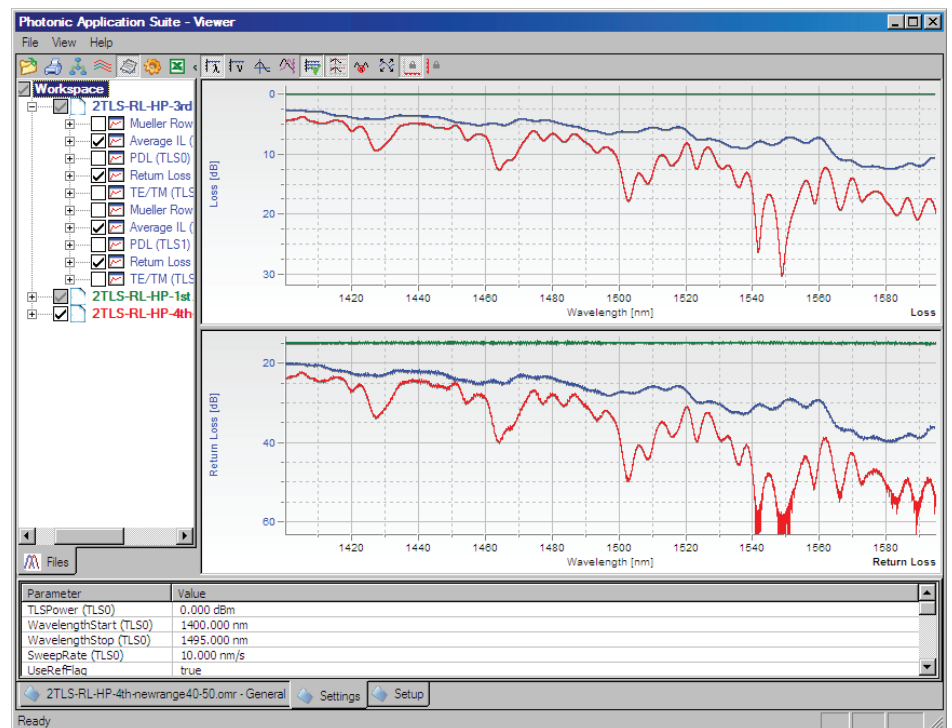 Photonic Application Suite - Viewer
File View Help
Workspace
2TLS-RL-HP-3rd
Mueller Row
Average IL (
PDL (TLS0)
Return Loss
TE/TM (TLS
Mueller Row
Average IL (
PDL (TLS1)
Return Loss
TE/TM (TLS
2TLS-RL-HP-1st
2TLS-RL-HP-4th-
Files
0
10
20
30
Loss [dB]
1420 1440 1460 1480 1500 1520 1540 1560 1580
Wavelength [nm]
Loss
20
40
60
Return Loss [dB]
1420 1440 1460 1480 1500 1520 1540 1560 1580
Wavelength [nm]
Return Loss
Parameter Value
TLSPower (TLS0) 0.000 dBm
WavelengthStart (TLS0) 1400.000 nm
WavelengthStop (TLS0) 1495.000 nm
SweepRate (TLS0) 10.000 nm/s
UseRefFlag true
2TLS-RL-HP-4th-newrange40-50.omr - General Settings Setup
Ready